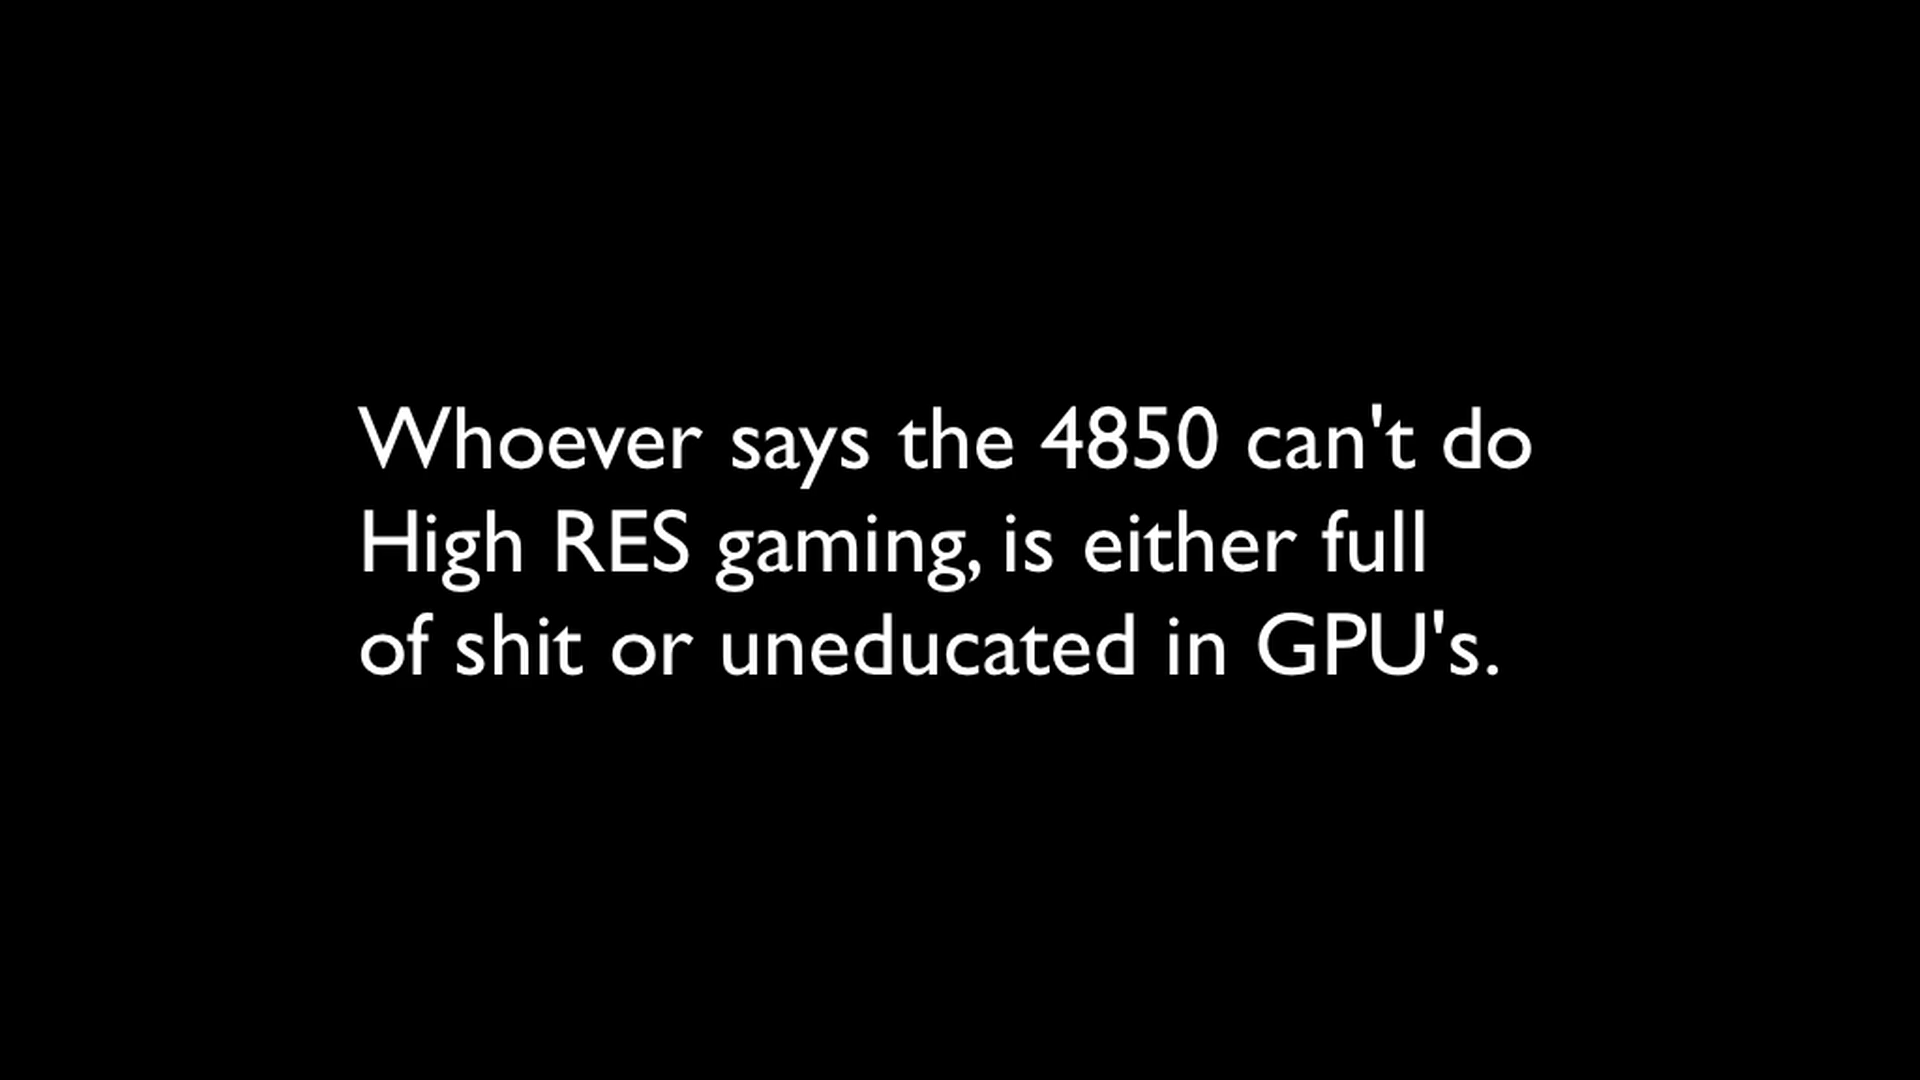 Whoever says the 4850 can't do
High RES gaming, is either full
of shit or uneducated in GPU's.